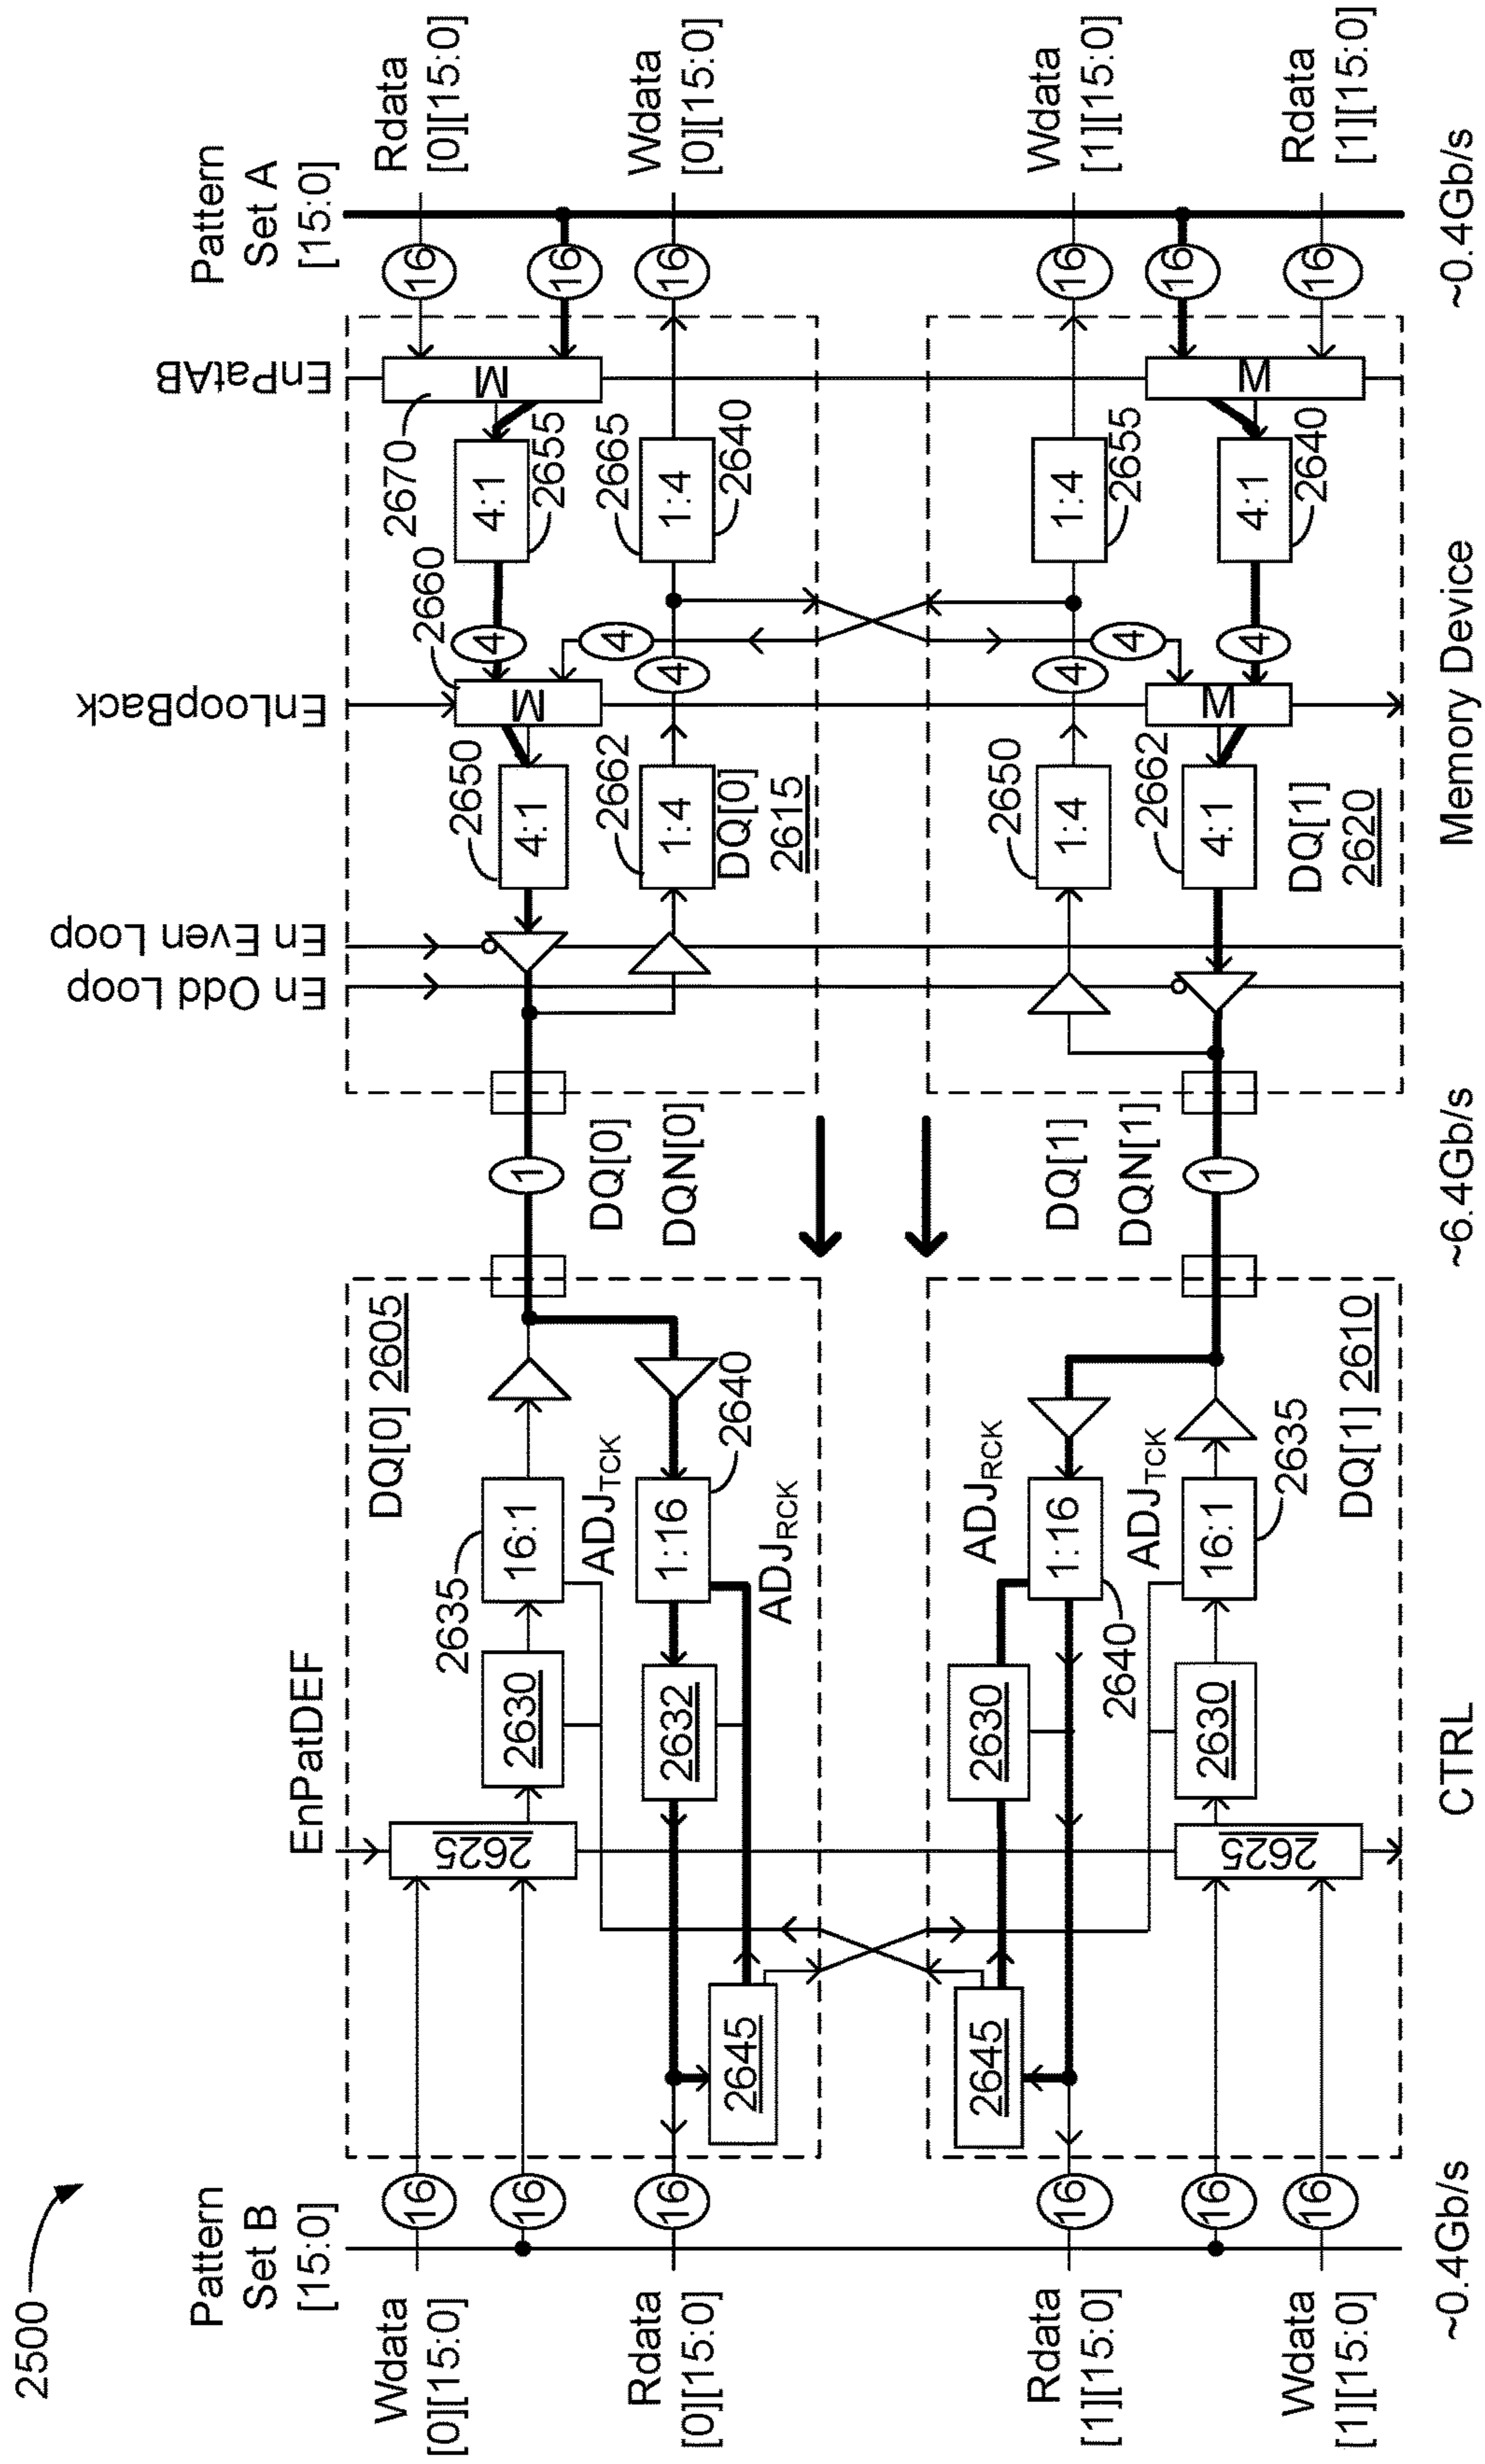 2500
Pattern
Set B
[15:0]
Wdata
[0][15:0]
Rdata
[0][15:0]
Rdata
[1][15:0]
Wdata
[1][15:0]
~0.4Gb/s
16
16
16
16
16
16
EnPatDEF
DQ[0] 2605
2625
2630
2635
16:1
ADJTCK
2632
1:16
2640
ADJRCK
2645
2645
2630
ADJRCK
1:16
2640
ADJTCK
2625
2630
16:1
2635
DQ[1] 2610
CTRL
1
DQ[0]
DQN[0]
DQ[1]
DQN[1]
1
~6.4Gb/s
En Odd Loop
En Even Loop
EnLoopBack
EnPatAB
2650
4:1
2660
M
4
4:1
2655
2670
M
2662
1:4
DQ[0]
2615
4
4
2665
1:4
2640
2650
1:4
4
4
1:4
2655
2662
4:1
M
4
4:1
2640
M
DQ[1]
2620
Memory Device
Pattern
Set A
[15:0]
16
16
16
16
16
16
Rdata
[0][15:0]
Wdata
[0][15:0]
Wdata
[1][15:0]
Rdata
[1][15:0]
~0.4Gb/s